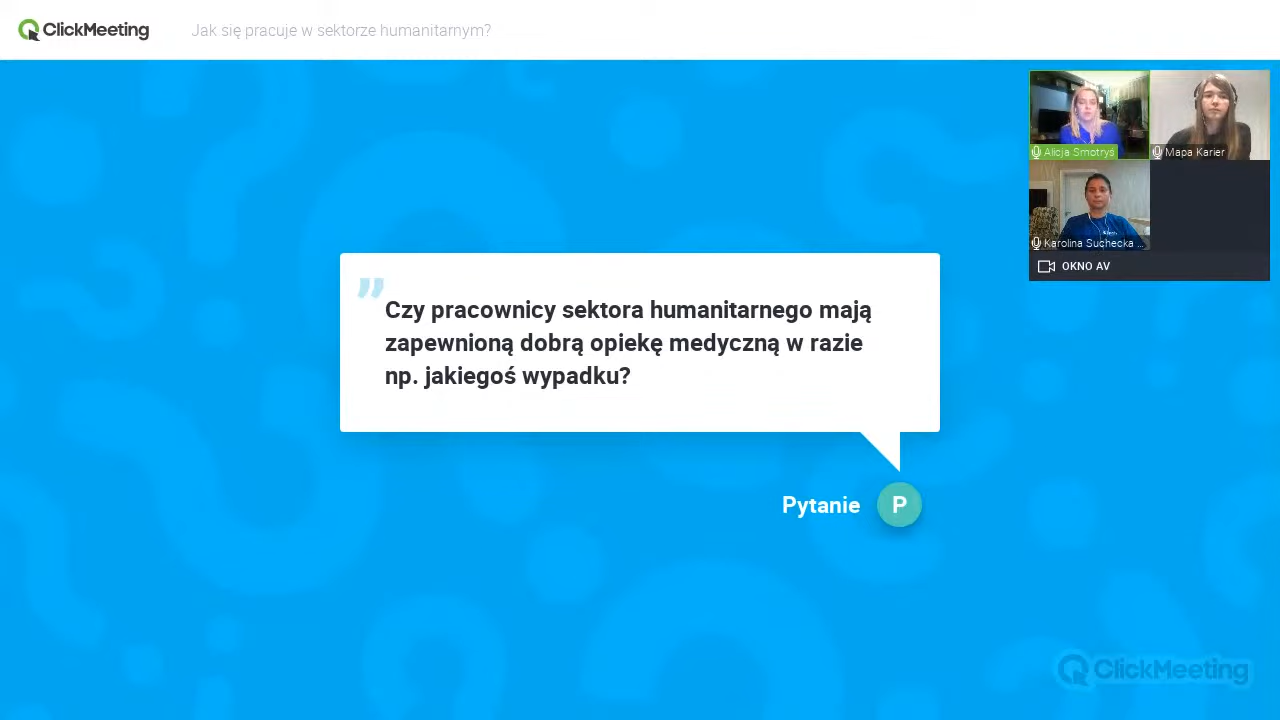 ClickMeeting
Jak się pracuje w sektorze humanitarnym?
Alicja Smotryś
Mapa Karier
Karolina Suchecka ...
OKNO AV
Czy pracownicy sektora humanitarnego mają
zapewnioną dobrą opiekę medyczną w razie
np. jakiegoś wypadku?
Pytanie P
ClickMeeting